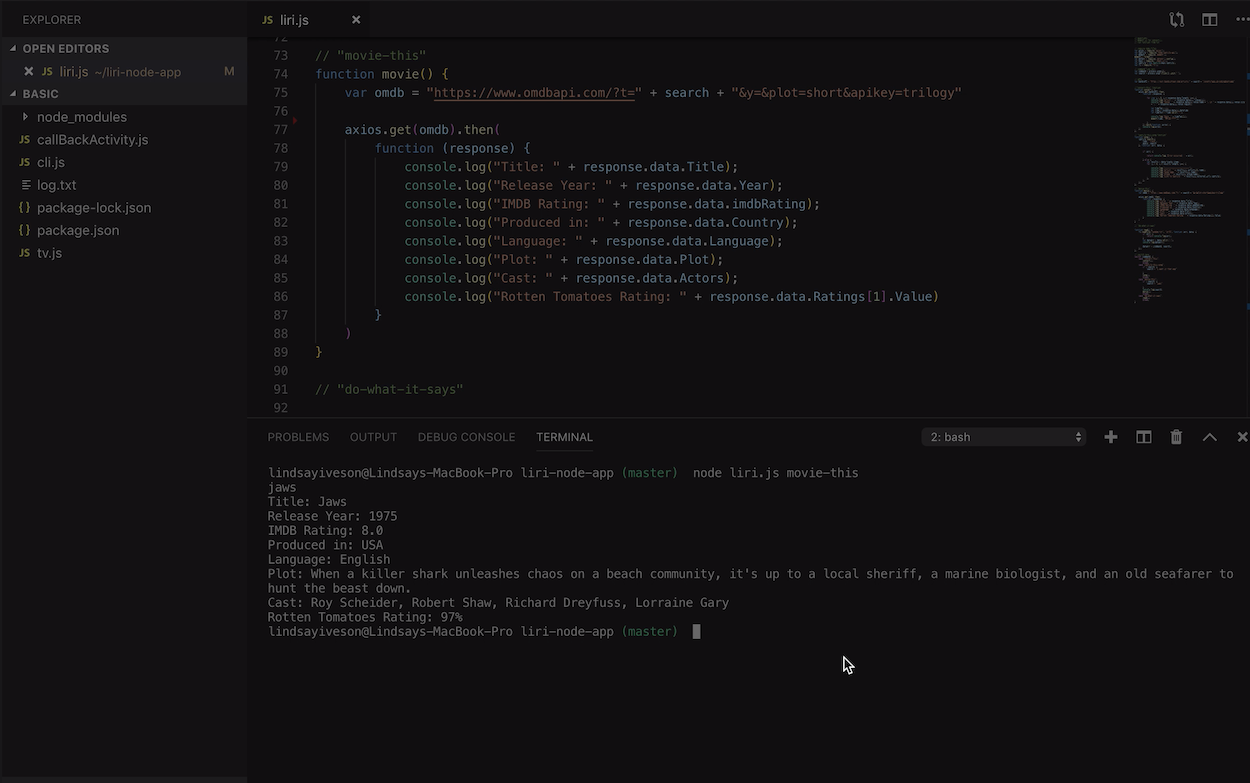 EXPLORER
OPEN EDITORS
JS liri.js ~/liri-node-app M
BASIC
node_modules
JS callBackActivity.js
JS cli.js
log.txt
{ } package-lock.json
{ } package.json
JS tv.js
JS liri.js
72
73 // "movie-this"
74 function movie() {
75 var omdb = "https://www.omdbapi.com/?t=" + search + "&y=&plot=short&apikey=trilogy"
76
77 axios.get(omdb).then(
78 function (response) {
79 console.log("Title: " + response.data.Title);
80 console.log("Release Year: " + response.data.Year);
81 console.log("IMDB Rating: " + response.data.imdbRating);
82 console.log("Produced in: " + response.data.Country);
83 console.log("Language: " + response.data.Language);
84 console.log("Plot: " + response.data.Plot);
85 console.log("Cast: " + response.data.Actors);
86 console.log("Rotten Tomatoes Rating: " + response.data.Ratings[1].Value)
87 }
88 )
89 }
90
91 // "do-what-it-says"
92
PROBLEMS OUTPUT DEBUG CONSOLE TERMINAL 2: bash
lindsayiveson@Lindsays-MacBook-Pro liri-node-app (master) node liri.js movie-this
jaws
Title: Jaws
Release Year: 1975
IMDB Rating: 8.0
Produced in: USA
Language: English
Plot: When a killer shark unleashes chaos on a beach community, it's up to a local sheriff, a marine biologist, and an old seafarer to
hunt the beast down.
Cast: Roy Scheider, Robert Shaw, Richard Dreyfuss, Lorraine Gary
Rotten Tomatoes Rating: 97%
lindsayiveson@Lindsays-MacBook-Pro liri-node-app (master)